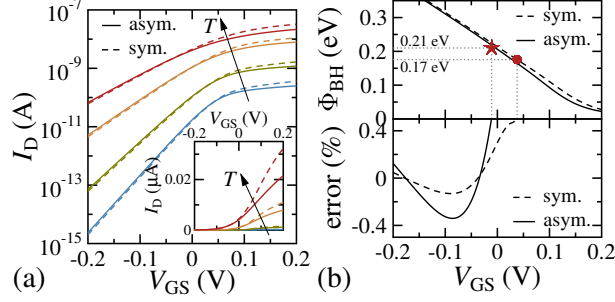 (a)
10^-7
10^-9
10^-11
10^-13
10^-15
I_D (A)
asym.
sym.
T
V_GS (V)
-0.2 0 0.2
0.02
0
I_D (μA)
T
-0.2 -0.1 0 0.1 0.2
V_GS (V)
(b)
0.4
0.2
0
Φ_BH (eV)
0.21 eV
0.17 eV
sym.
asym.
0.4
0
-0.4
error (%)
sym.
asym.
-0.2 -0.1 0 0.1 0.2
V_GS (V)